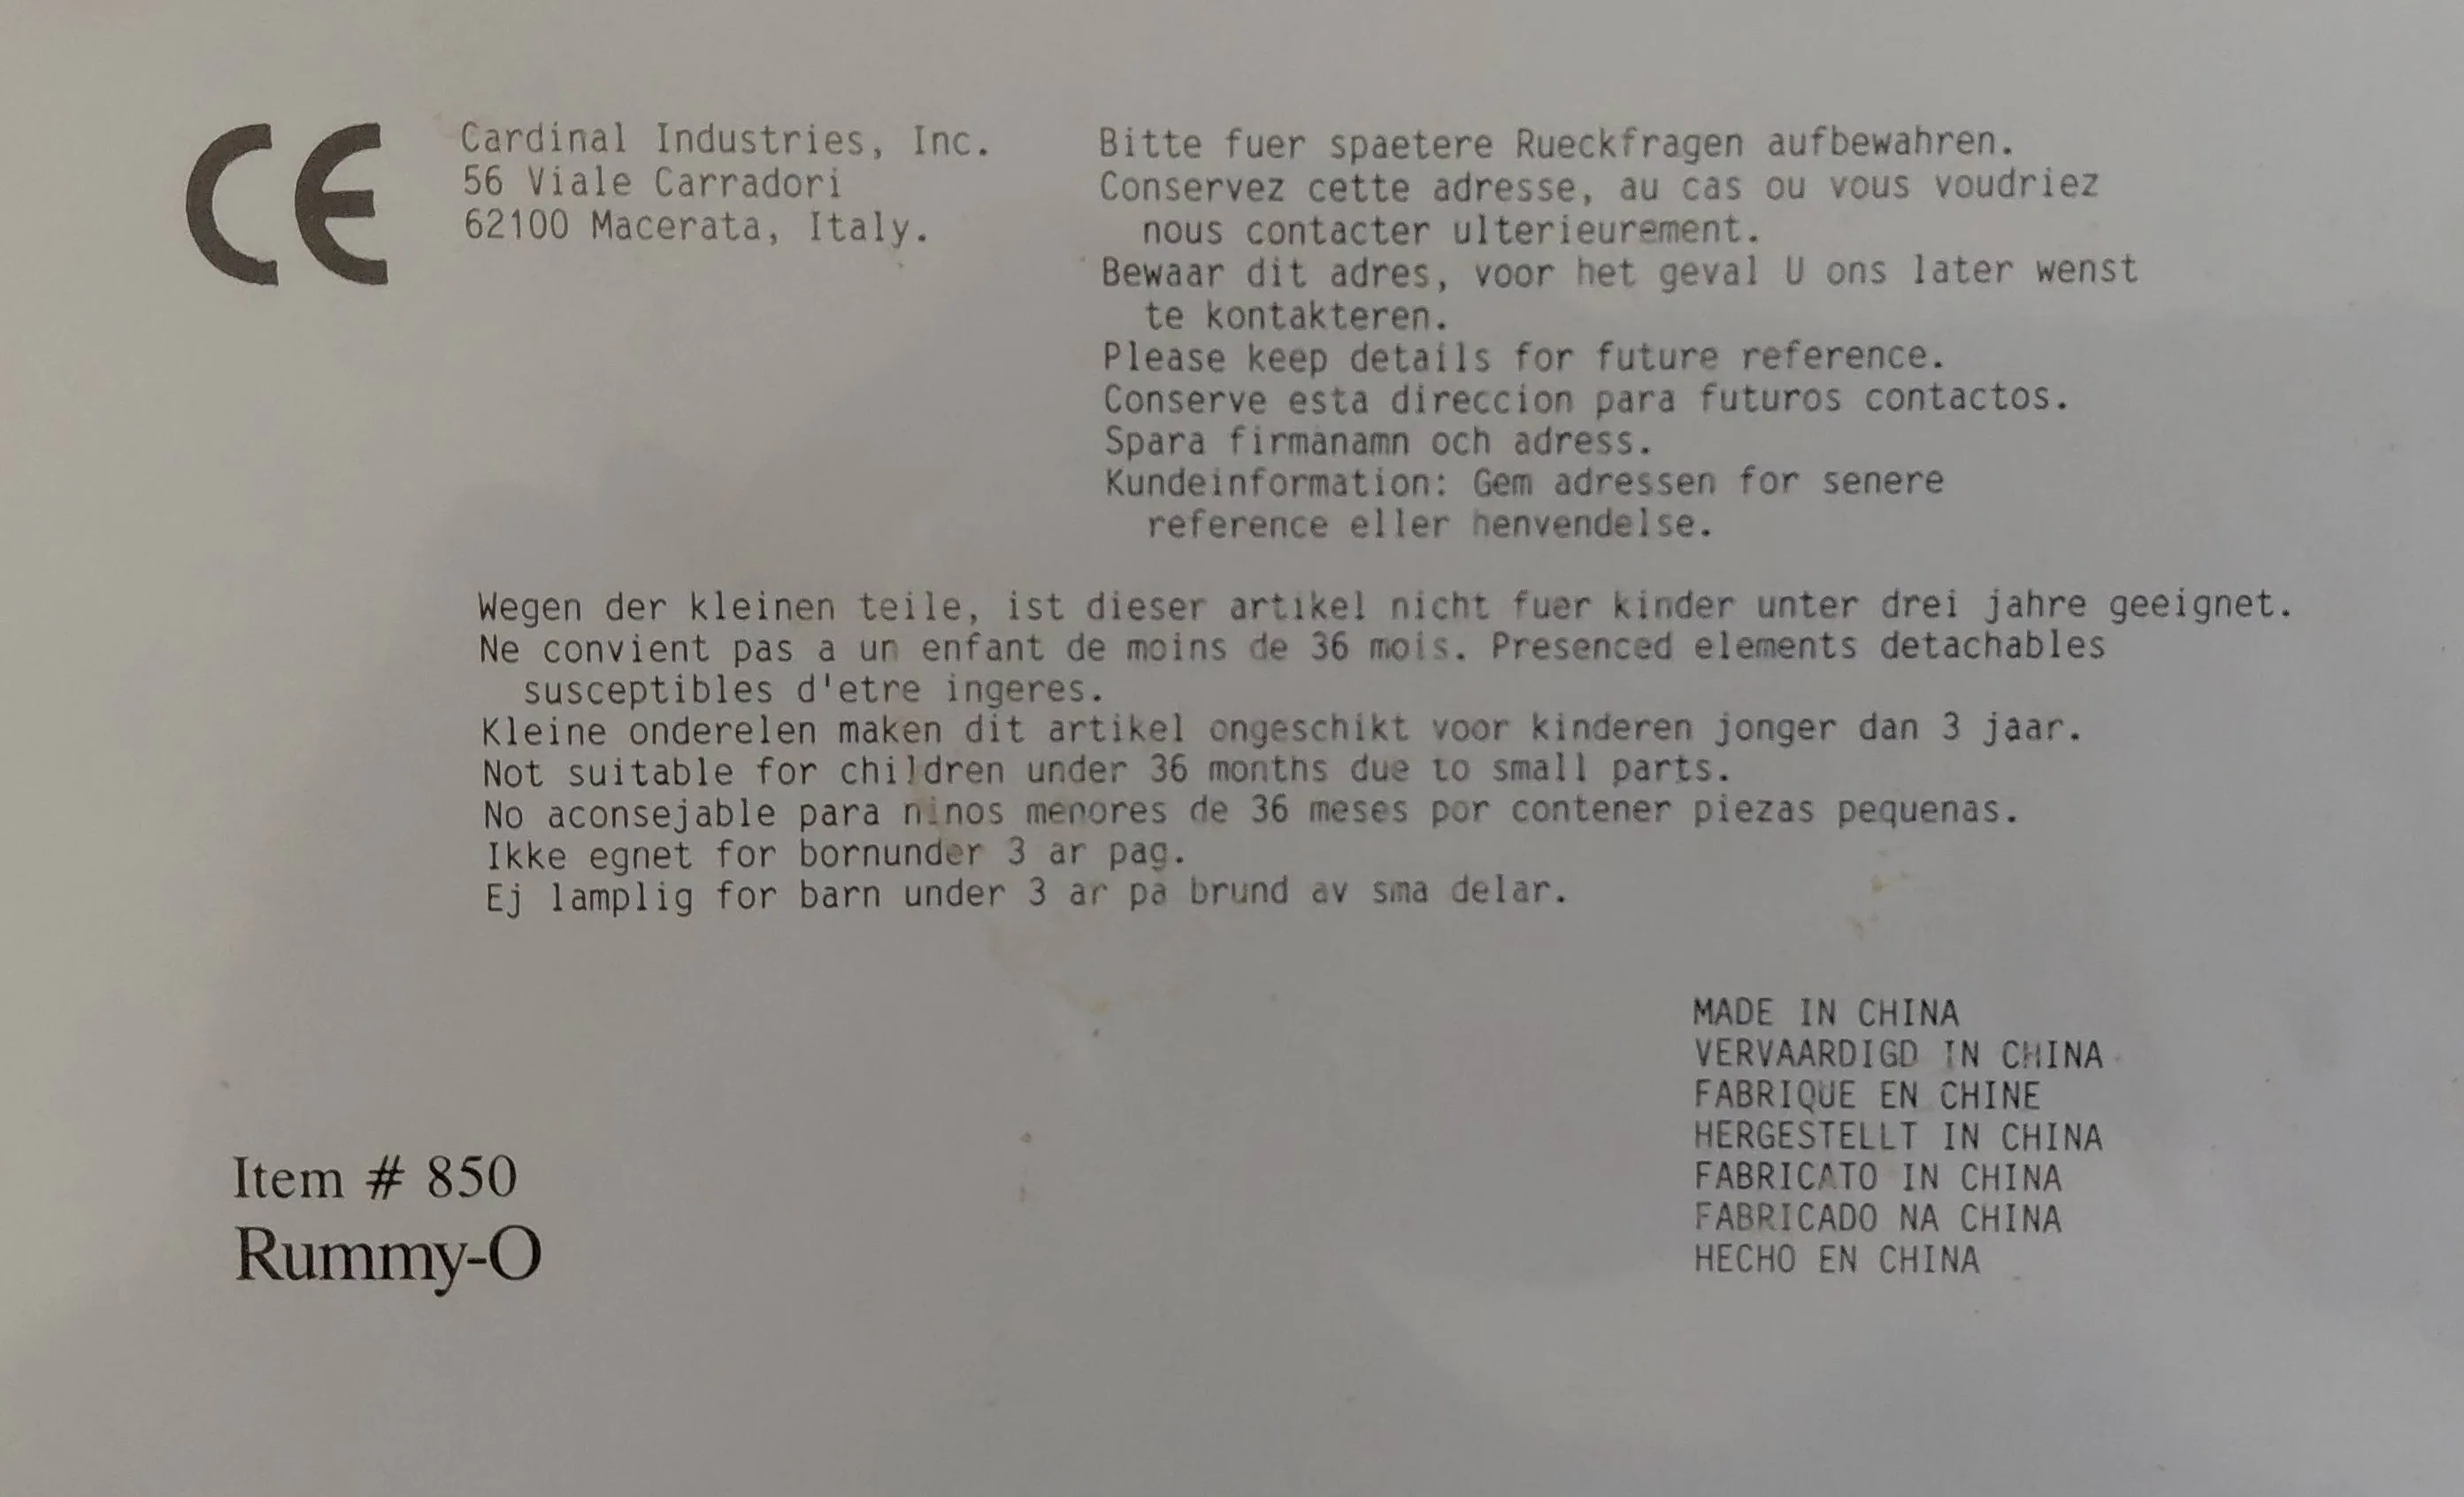 CE
Cardinal Industries, Inc.
56 Viale Carradori
62100 Macerata, Italy.
Bitte fuer spaetere Rueckfragen aufbewahren.
Conservez cette adresse, au cas ou vous voudriez
nous contacter ulterieurement.
Bewaar dit adres, voor het geval U ons later wenst
te kontakteren.
Please keep details for future reference.
Conserve esta direccion para futuros contactos.
Spara firmanamn och adress.
Kundeinformation: Gem adressen for senere
reference eller henvendelse.
Wegen der kleinen teile, ist dieser artikel nicht fuer kinder unter drei jahre geeignet.
Ne convient pas a un enfant de moins de 36 mois. Presenced elements detachables
susceptibles d'etre ingeres.
Kleine onderelen maken dit artikel ongeschikt voor kinderen jonger dan 3 jaar.
Not suitable for children under 36 months due to small parts.
No aconsejable para ninos menores de 36 meses por contener piezas pequenas.
Ikke egnet for bornunder 3 ar pag.
Ej lamplig for barn under 3 ar pa brund av sma delar.
MADE IN CHINA
VERVAARDIGD IN CHINA
FABRIQUE EN CHINE
HERGESTELLT IN CHINA
FABRICATO IN CHINA
FABRICADO NA CHINA
HECHO EN CHINA
Item # 850
Rummy-O